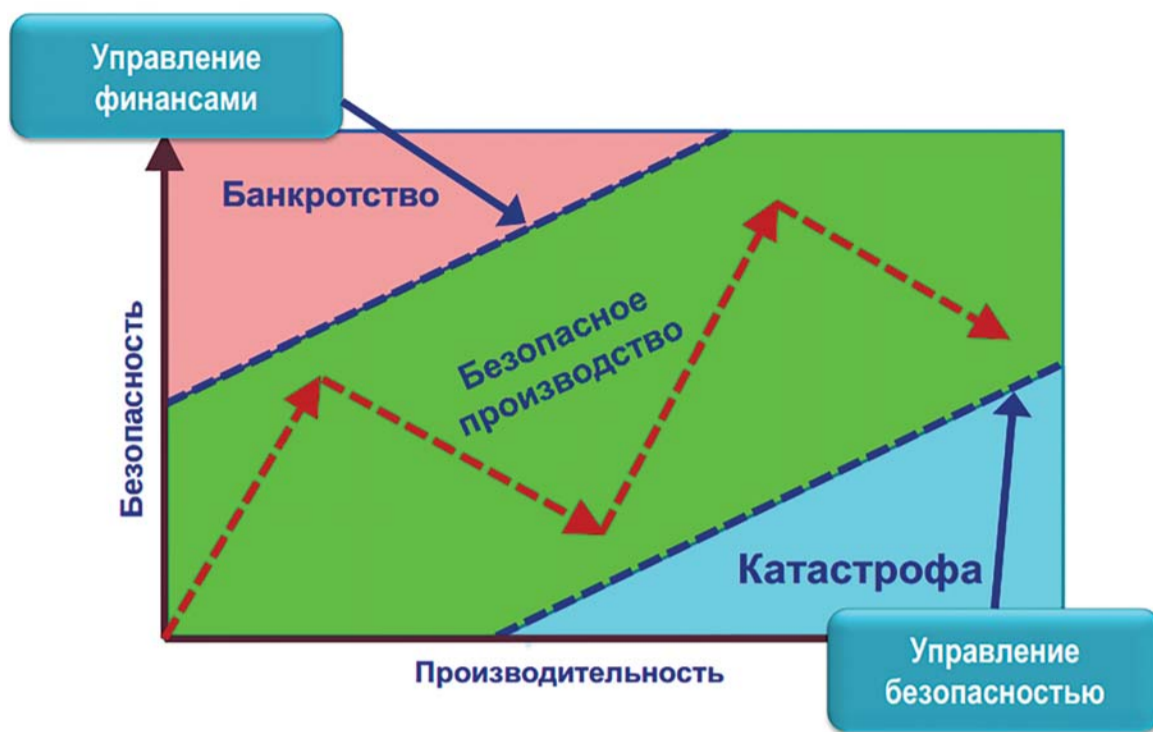 Управление
финансами
Банкротство
Безопасность
Безопасное
производство
Катастрофа
Производительность
Управление
безопасностью